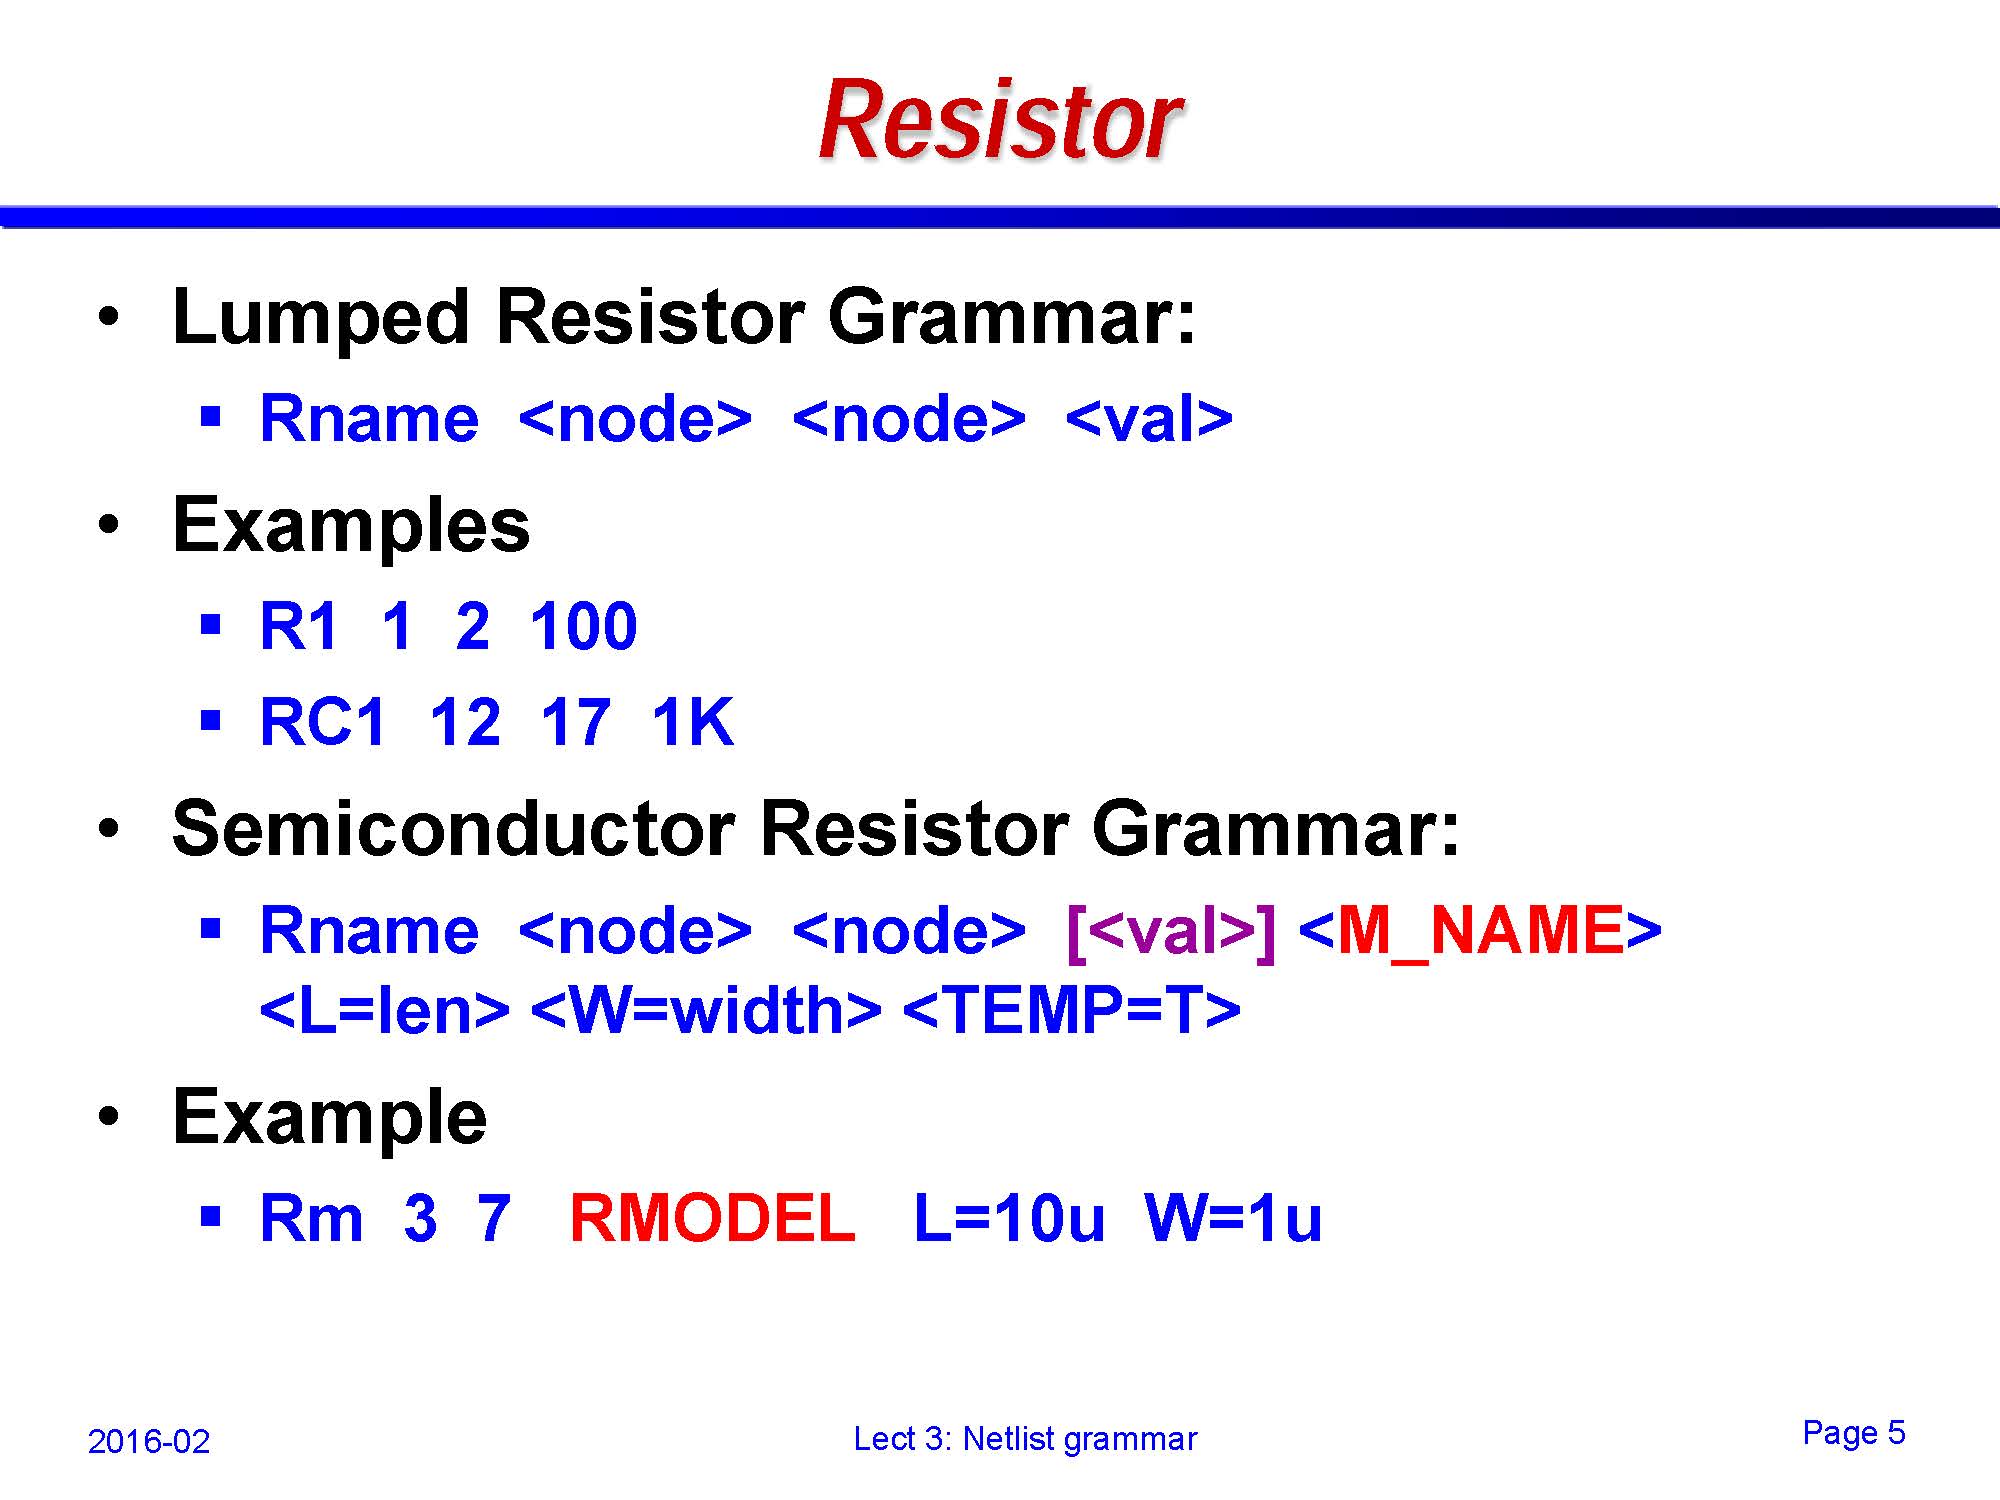 Resistor
• Lumped Resistor Grammar:
▪ Rname <node> <node> <val>
• Examples
▪ R1 1 2 100
▪ RC1 12 17 1K
• Semiconductor Resistor Grammar:
▪ Rname <node> <node> [<val>] <M_NAME>
<L=len> <W=width> <TEMP=T>
• Example
▪ Rm 3 7 RMODEL L=10u W=1u
2016-02
Lect 3: Netlist grammar
Page 5